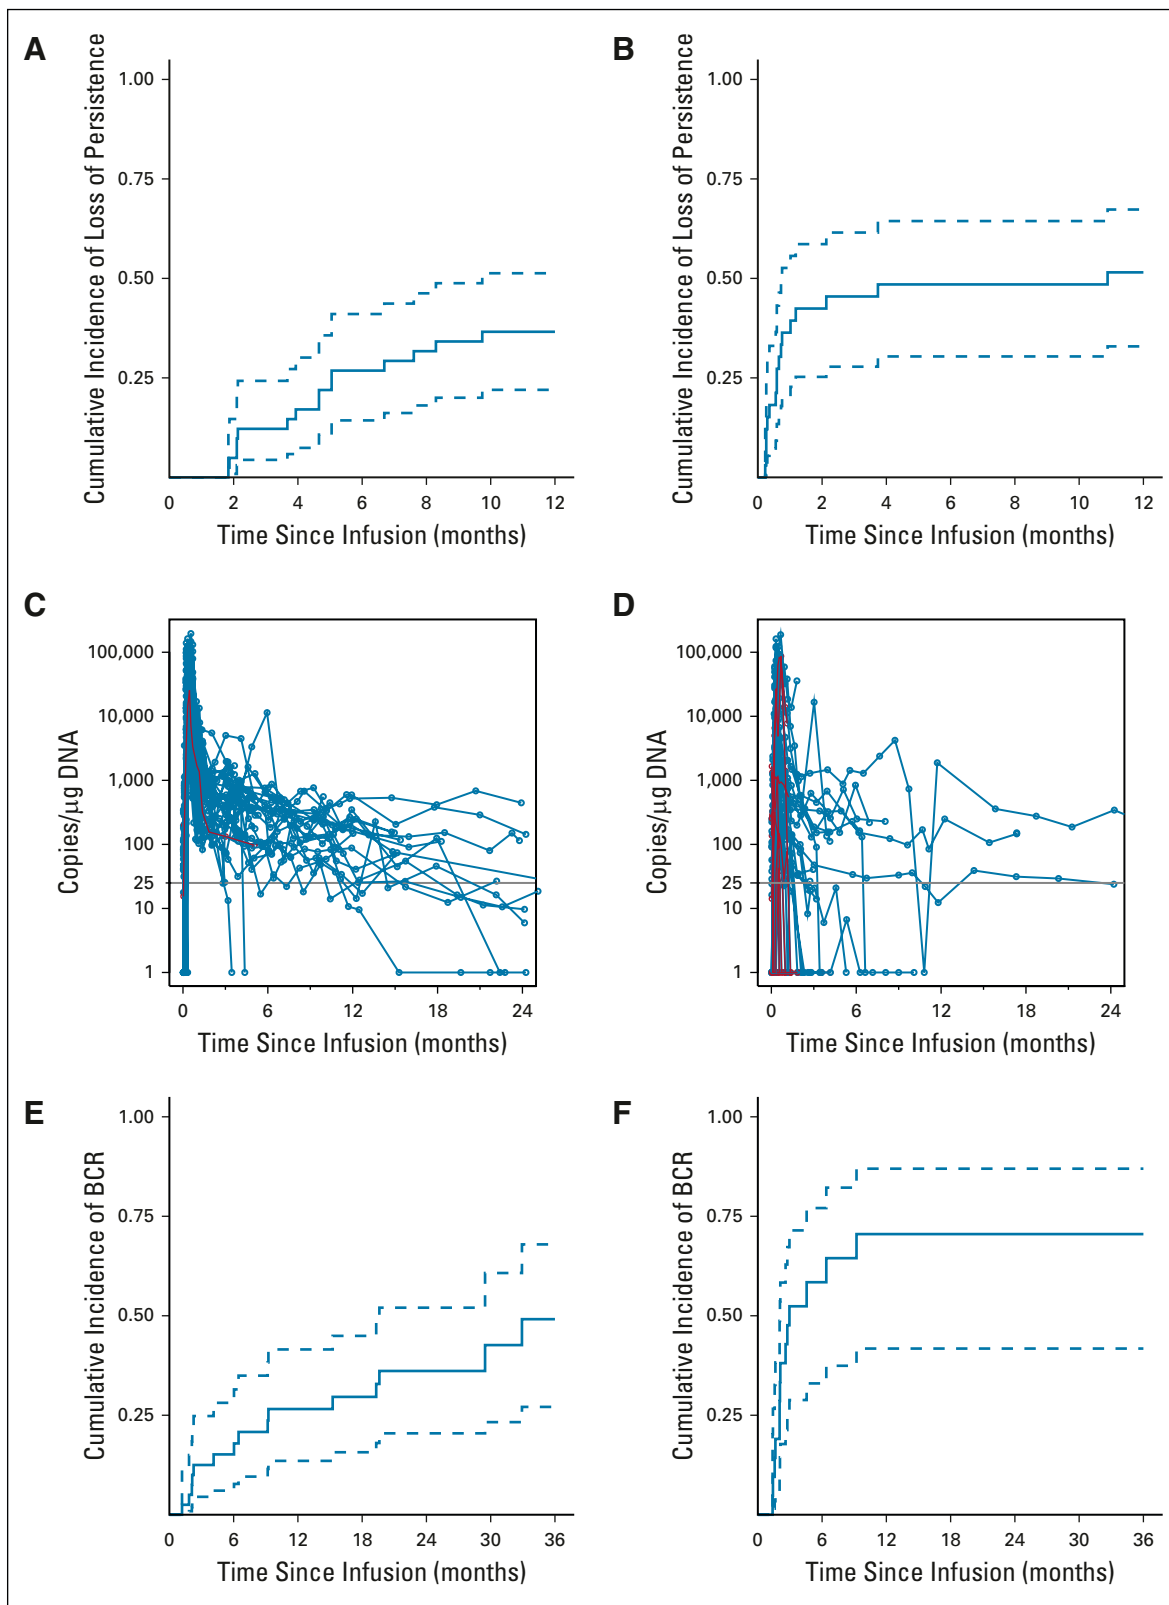 A
Cumulative Incidence of Loss of Persistence
1.00
0.75
0.50
0.25
0 2 4 6 8 10 12
Time Since Infusion (months)
B
Cumulative Incidence of Loss of Persistence
1.00
0.75
0.50
0.25
0 2 4 6 8 10 12
Time Since Infusion (months)
C
Copies/μg DNA
100,000
10,000
1,000
100
25
10
1
0 6 12 18 24
Time Since Infusion (months)
D
Copies/μg DNA
100,000
10,000
1,000
100
25
10
1
0 6 12 18 24
Time Since Infusion (months)
E
Cumulative Incidence of BCR
1.00
0.75
0.50
0.25
0 6 12 18 24 30 36
Time Since Infusion (months)
F
Cumulative Incidence of BCR
1.00
0.75
0.50
0.25
0 6 12 18 24 30 36
Time Since Infusion (months)